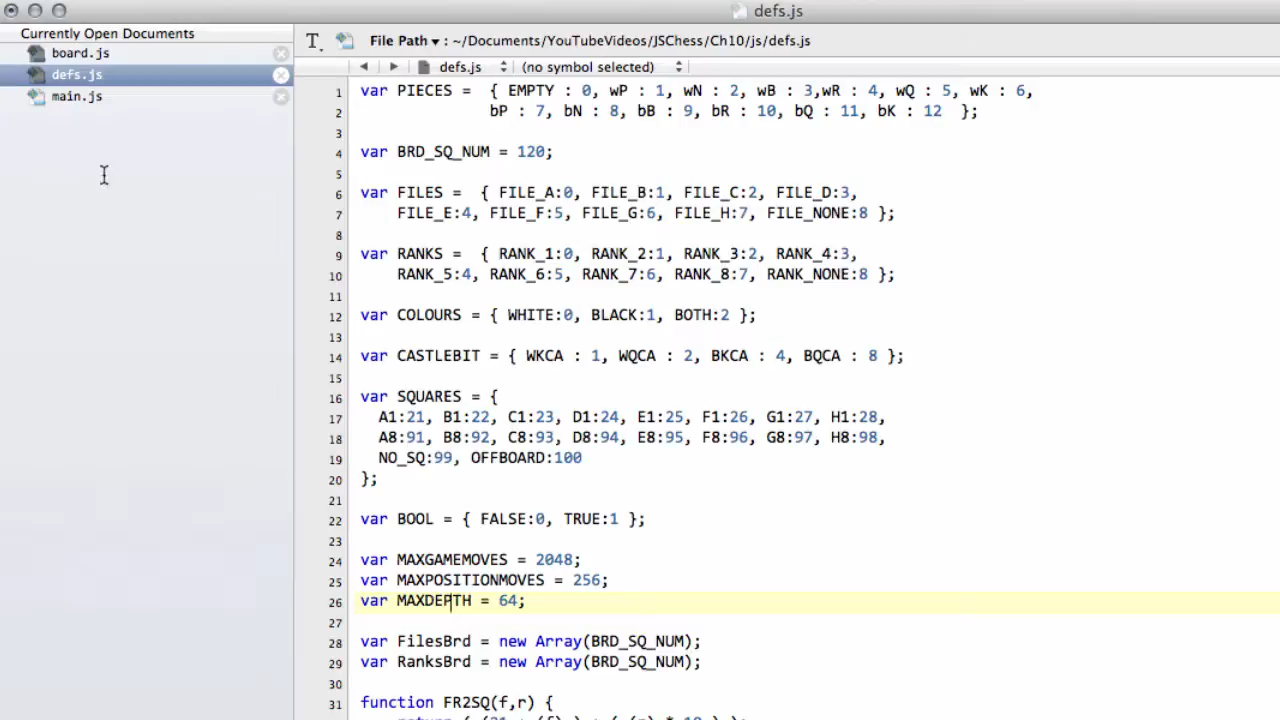 defs.js
Currently Open Documents
board.js
defs.js
main.js
File Path ▾ : ~/Documents/YouTubeVideos/JSChess/Ch10/js/defs.js
defs.js (no symbol selected)
1 var PIECES = { EMPTY : 0, wP : 1, wN : 2, wB : 3,wR : 4, wQ : 5, wK : 6,
2 bP : 7, bN : 8, bB : 9, bR : 10, bQ : 11, bK : 12 };
3
4 var BRD_SQ_NUM = 120;
5
6 var FILES = { FILE_A:0, FILE_B:1, FILE_C:2, FILE_D:3,
7 FILE_E:4, FILE_F:5, FILE_G:6, FILE_H:7, FILE_NONE:8 };
8
9 var RANKS = { RANK_1:0, RANK_2:1, RANK_3:2, RANK_4:3,
10 RANK_5:4, RANK_6:5, RANK_7:6, RANK_8:7, RANK_NONE:8 };
11
12 var COLOURS = { WHITE:0, BLACK:1, BOTH:2 };
13
14 var CASTLEBIT = { WKCA : 1, WQCA : 2, BKCA : 4, BQCA : 8 };
15
16 var SQUARES = {
17 A1:21, B1:22, C1:23, D1:24, E1:25, F1:26, G1:27, H1:28,
18 A8:91, B8:92, C8:93, D8:94, E8:95, F8:96, G8:97, H8:98,
19 NO_SQ:99, OFFBOARD:100
20 };
21
22 var BOOL = { FALSE:0, TRUE:1 };
23
24 var MAXGAMEMOVES = 2048;
25 var MAXPOSITIONMOVES = 256;
26 var MAXDEPTH = 64;
27
28 var FilesBrd = new Array(BRD_SQ_NUM);
29 var RanksBrd = new Array(BRD_SQ_NUM);
30
31 function FR2SQ(f,r) {